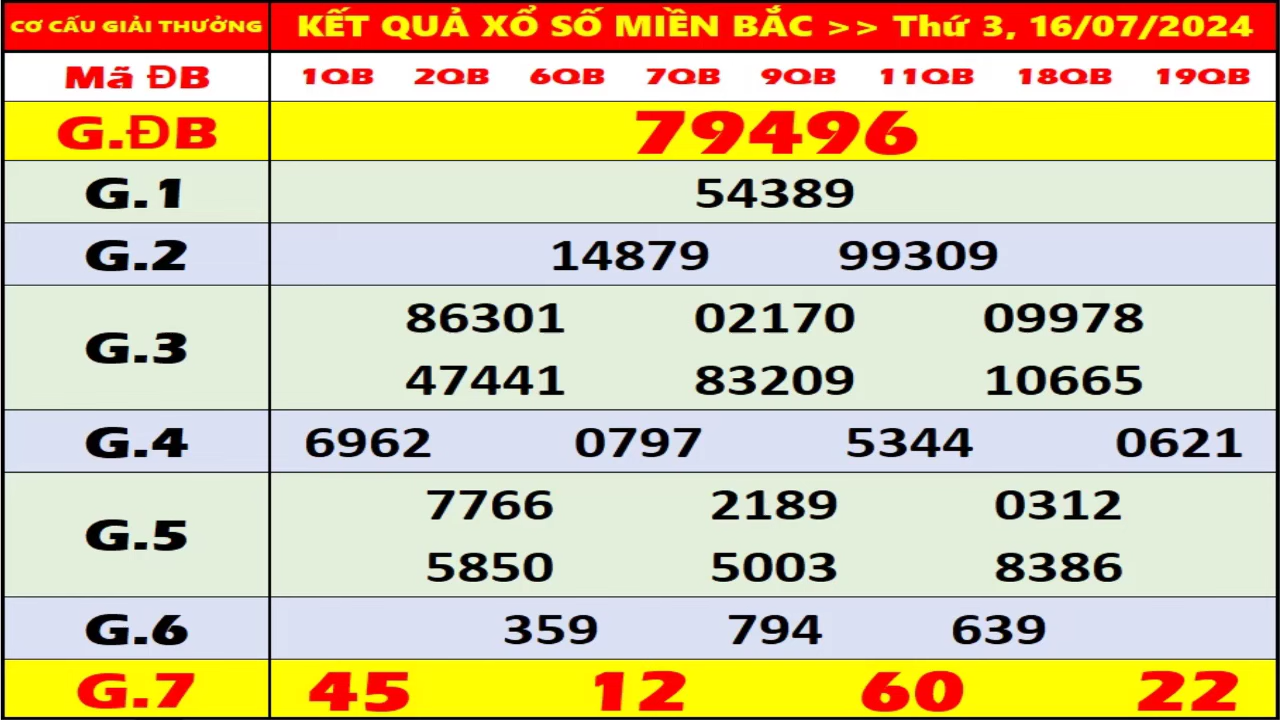 CƠ CẤU GIẢI THƯỞNG KẾT QUẢ XỔ SỐ MIỀN BẮC >> Thứ 3, 16/07/2024
Mã ĐB 1QB 2QB 6QB 7QB 9QB 11QB 18QB 19QB
G.ĐB 79496
G.1 54389
G.2 14879 99309
G.3
86301 02170 09978
47441 83209 10665
G.4 6962 0797 5344 0621
G.5
7766 2189 0312
5850 5003 8386
G.6 359 794 639
G.7 45 12 60 22